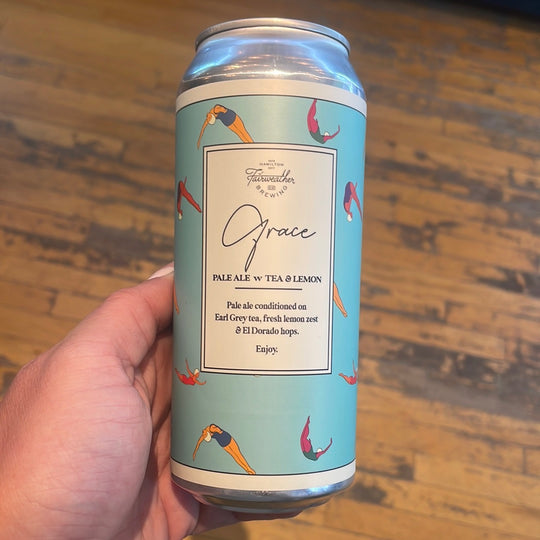 HAMILTON
Fairweather
BREWING
Grace
PALE ALE w TEA & LEMON
Pale ale conditioned on
Earl Grey tea, fresh lemon zest
& El Dorado hops.
Enjoy.